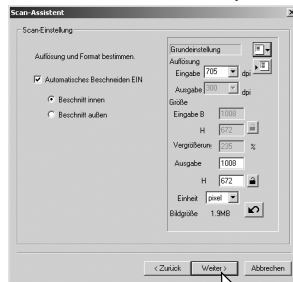 Scan-Assistent
Scan-Einstellung
Auflösung und Format bestimmen.
Automatisches Beschneiden EIN
Beschnitt innen
Beschnitt außen
Grundeinstellung
Auflösung
Eingabe 705 dpi
Ausgabe 300 dpi
Größe
Eingabe B 1008
H 672
Vergrößerun 235 %
Ausgabe 1008
H 672
Einheit pixel
Bildgröße 1.9MB
< Zurück Weiter > Abbrechen